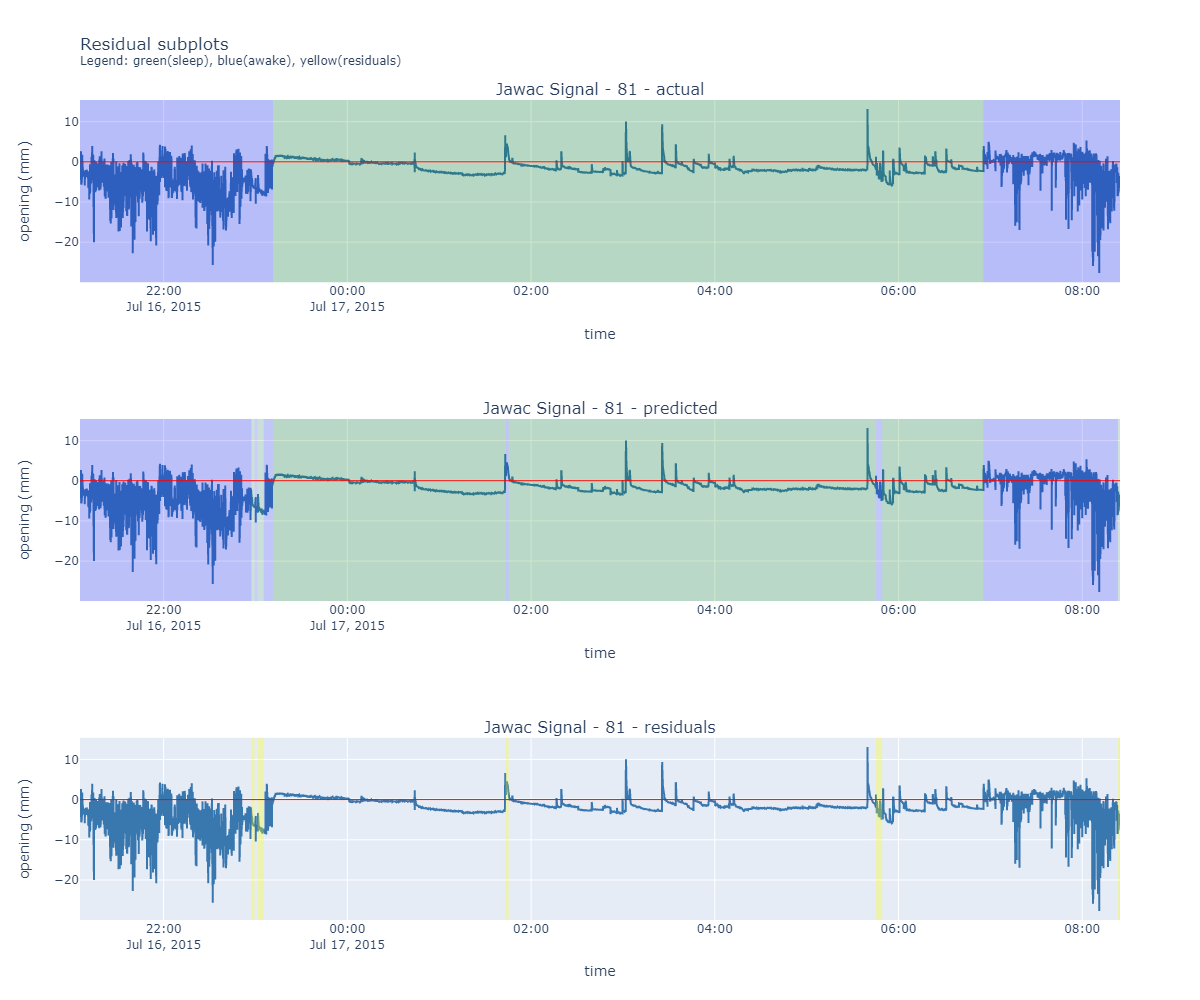 Residual subplots
Legend: green(sleep), blue(awake), yellow(residuals)
Jawac Signal - 81 - actual
opening (mm)
10
0
−10
−20
22:00 00:00 02:00 04:00 06:00 08:00
Jul 16, 2015 Jul 17, 2015
time
Jawac Signal - 81 - predicted
opening (mm)
10
0
−10
−20
22:00 00:00 02:00 04:00 06:00 08:00
Jul 16, 2015 Jul 17, 2015
time
Jawac Signal - 81 - residuals
opening (mm)
10
0
−10
−20
22:00 00:00 02:00 04:00 06:00 08:00
Jul 16, 2015 Jul 17, 2015
time